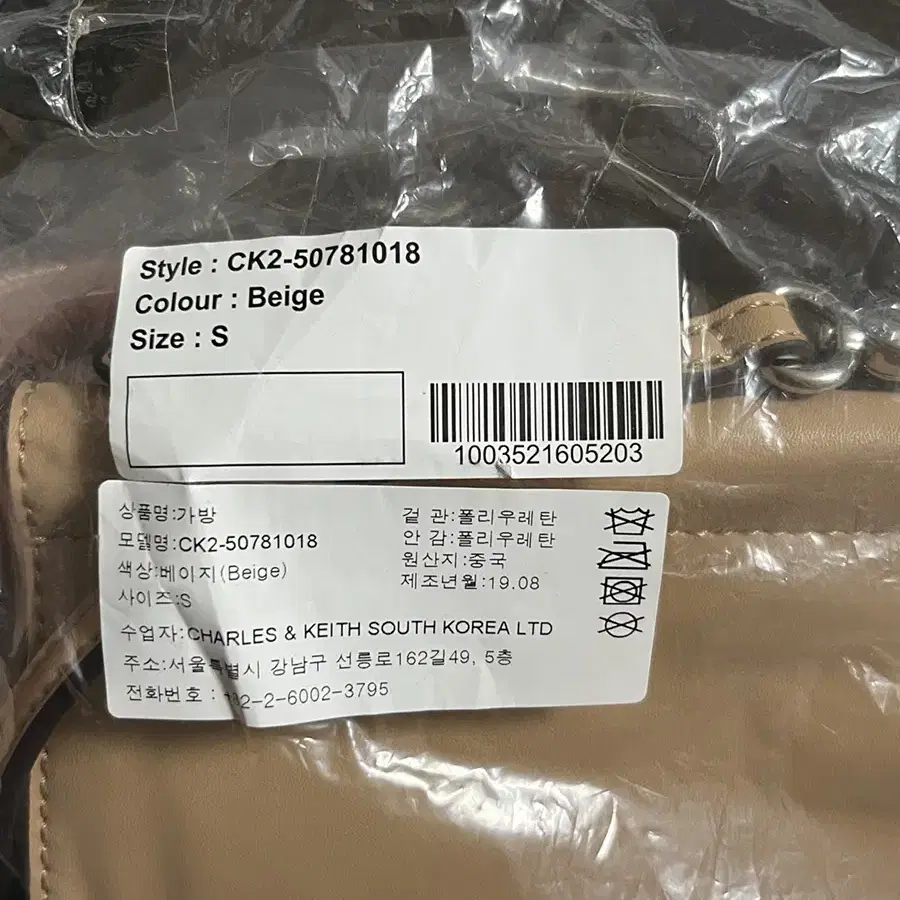 Style : CK2-50781018
Colour : Beige
Size : S
1003521605203
상품명:가방
모델명:CK2-50781018
색상:베이지(Beige)
사이즈:S
겉 관:폴리우레탄
안 감:폴리우레탄
원산지:중국
제조년월:19.08
수업자:CHARLES & KEITH SOUTH KOREA LTD
주소:서울특별시 강남구 선릉로162길49, 5층
전화번호 :